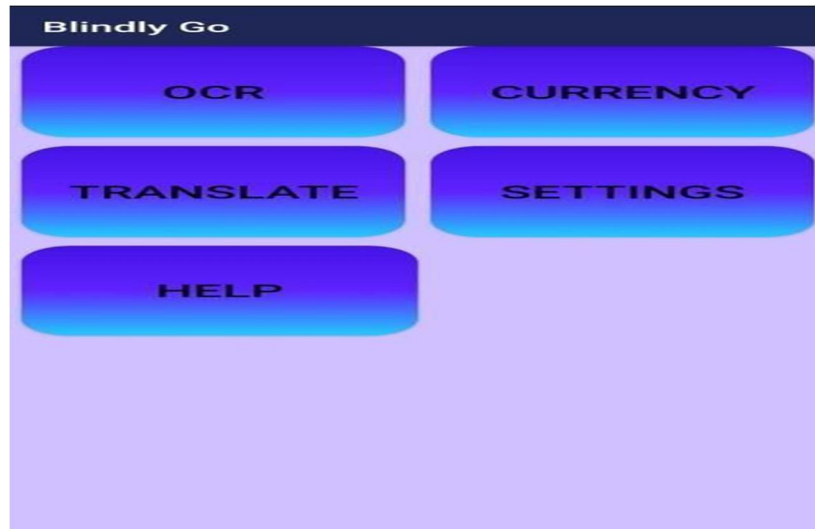 Blindly Go
OCR
CURRENCY
TRANSLATE
SETTINGS
HELP